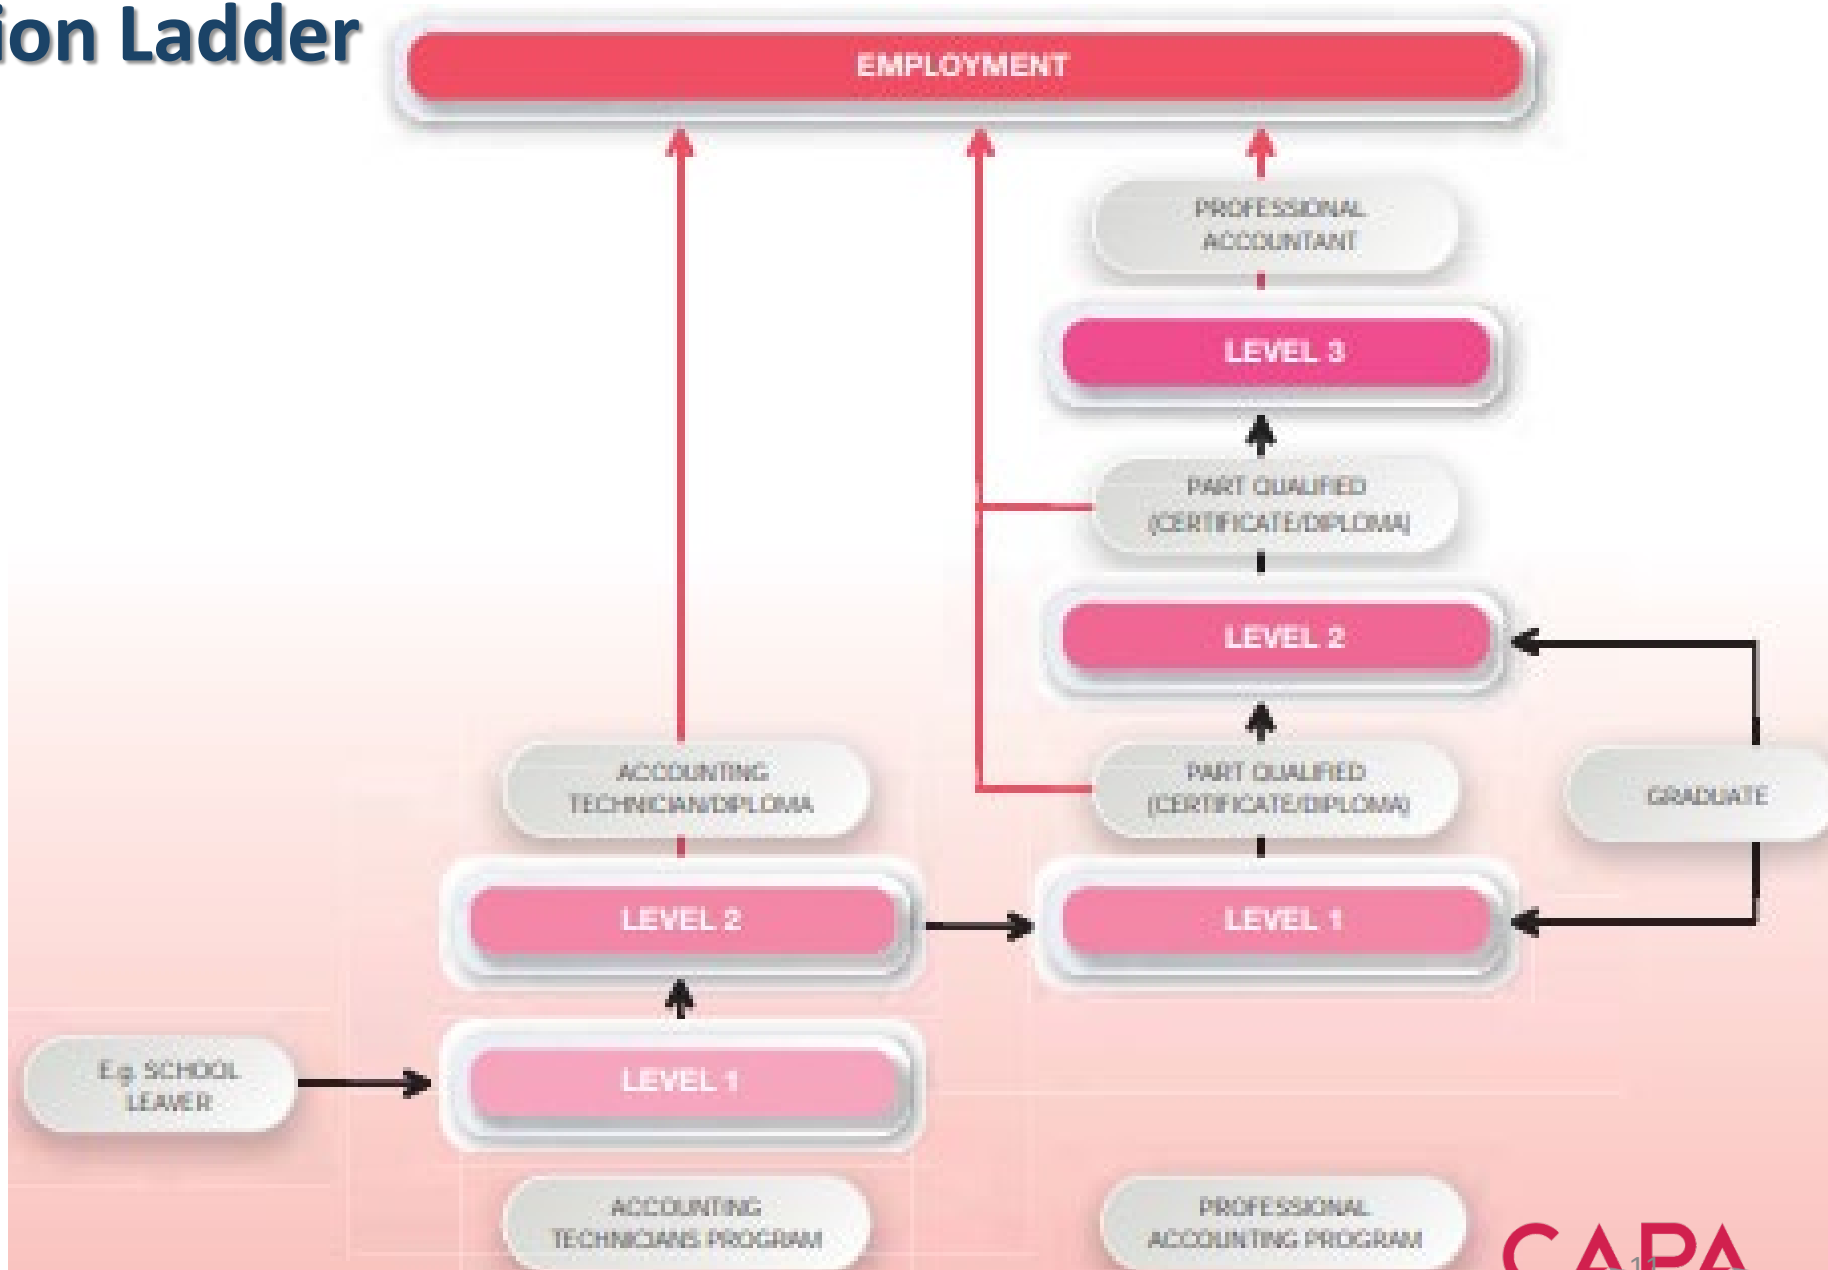 ion Ladder
EMPLOYMENT
PROFESSIONAL
ACCOUNTANT
LEVEL 3
PART QUALIFIED
(CERTIFICATE/DIPLOMA)
LEVEL 2
ACCOUNTING
TECHNICIAN/DIPLOMA
PART QUALIFIED
(CERTIFICATE/DIPLOMA)
GRADUATE
LEVEL 2
LEVEL 1
E.g. SCHOOL
LEAVER
LEVEL 1
ACCOUNTING
TECHNICIANS PROGRAM
PROFESSIONAL
ACCOUNTING PROGRAM
CAPA
11